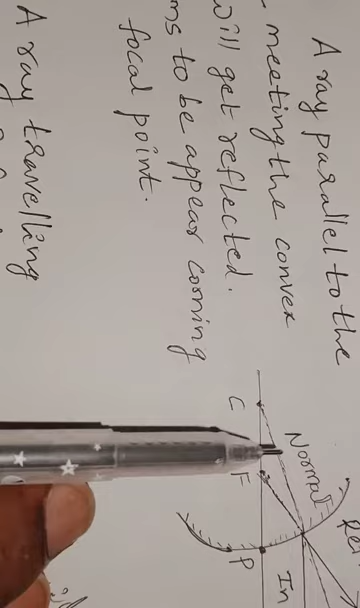 A ray parallel to the
meeting the convex
will get reflected.
ms to be appear coming
focal point.
A ray travelling
C
F
P
Normal
In